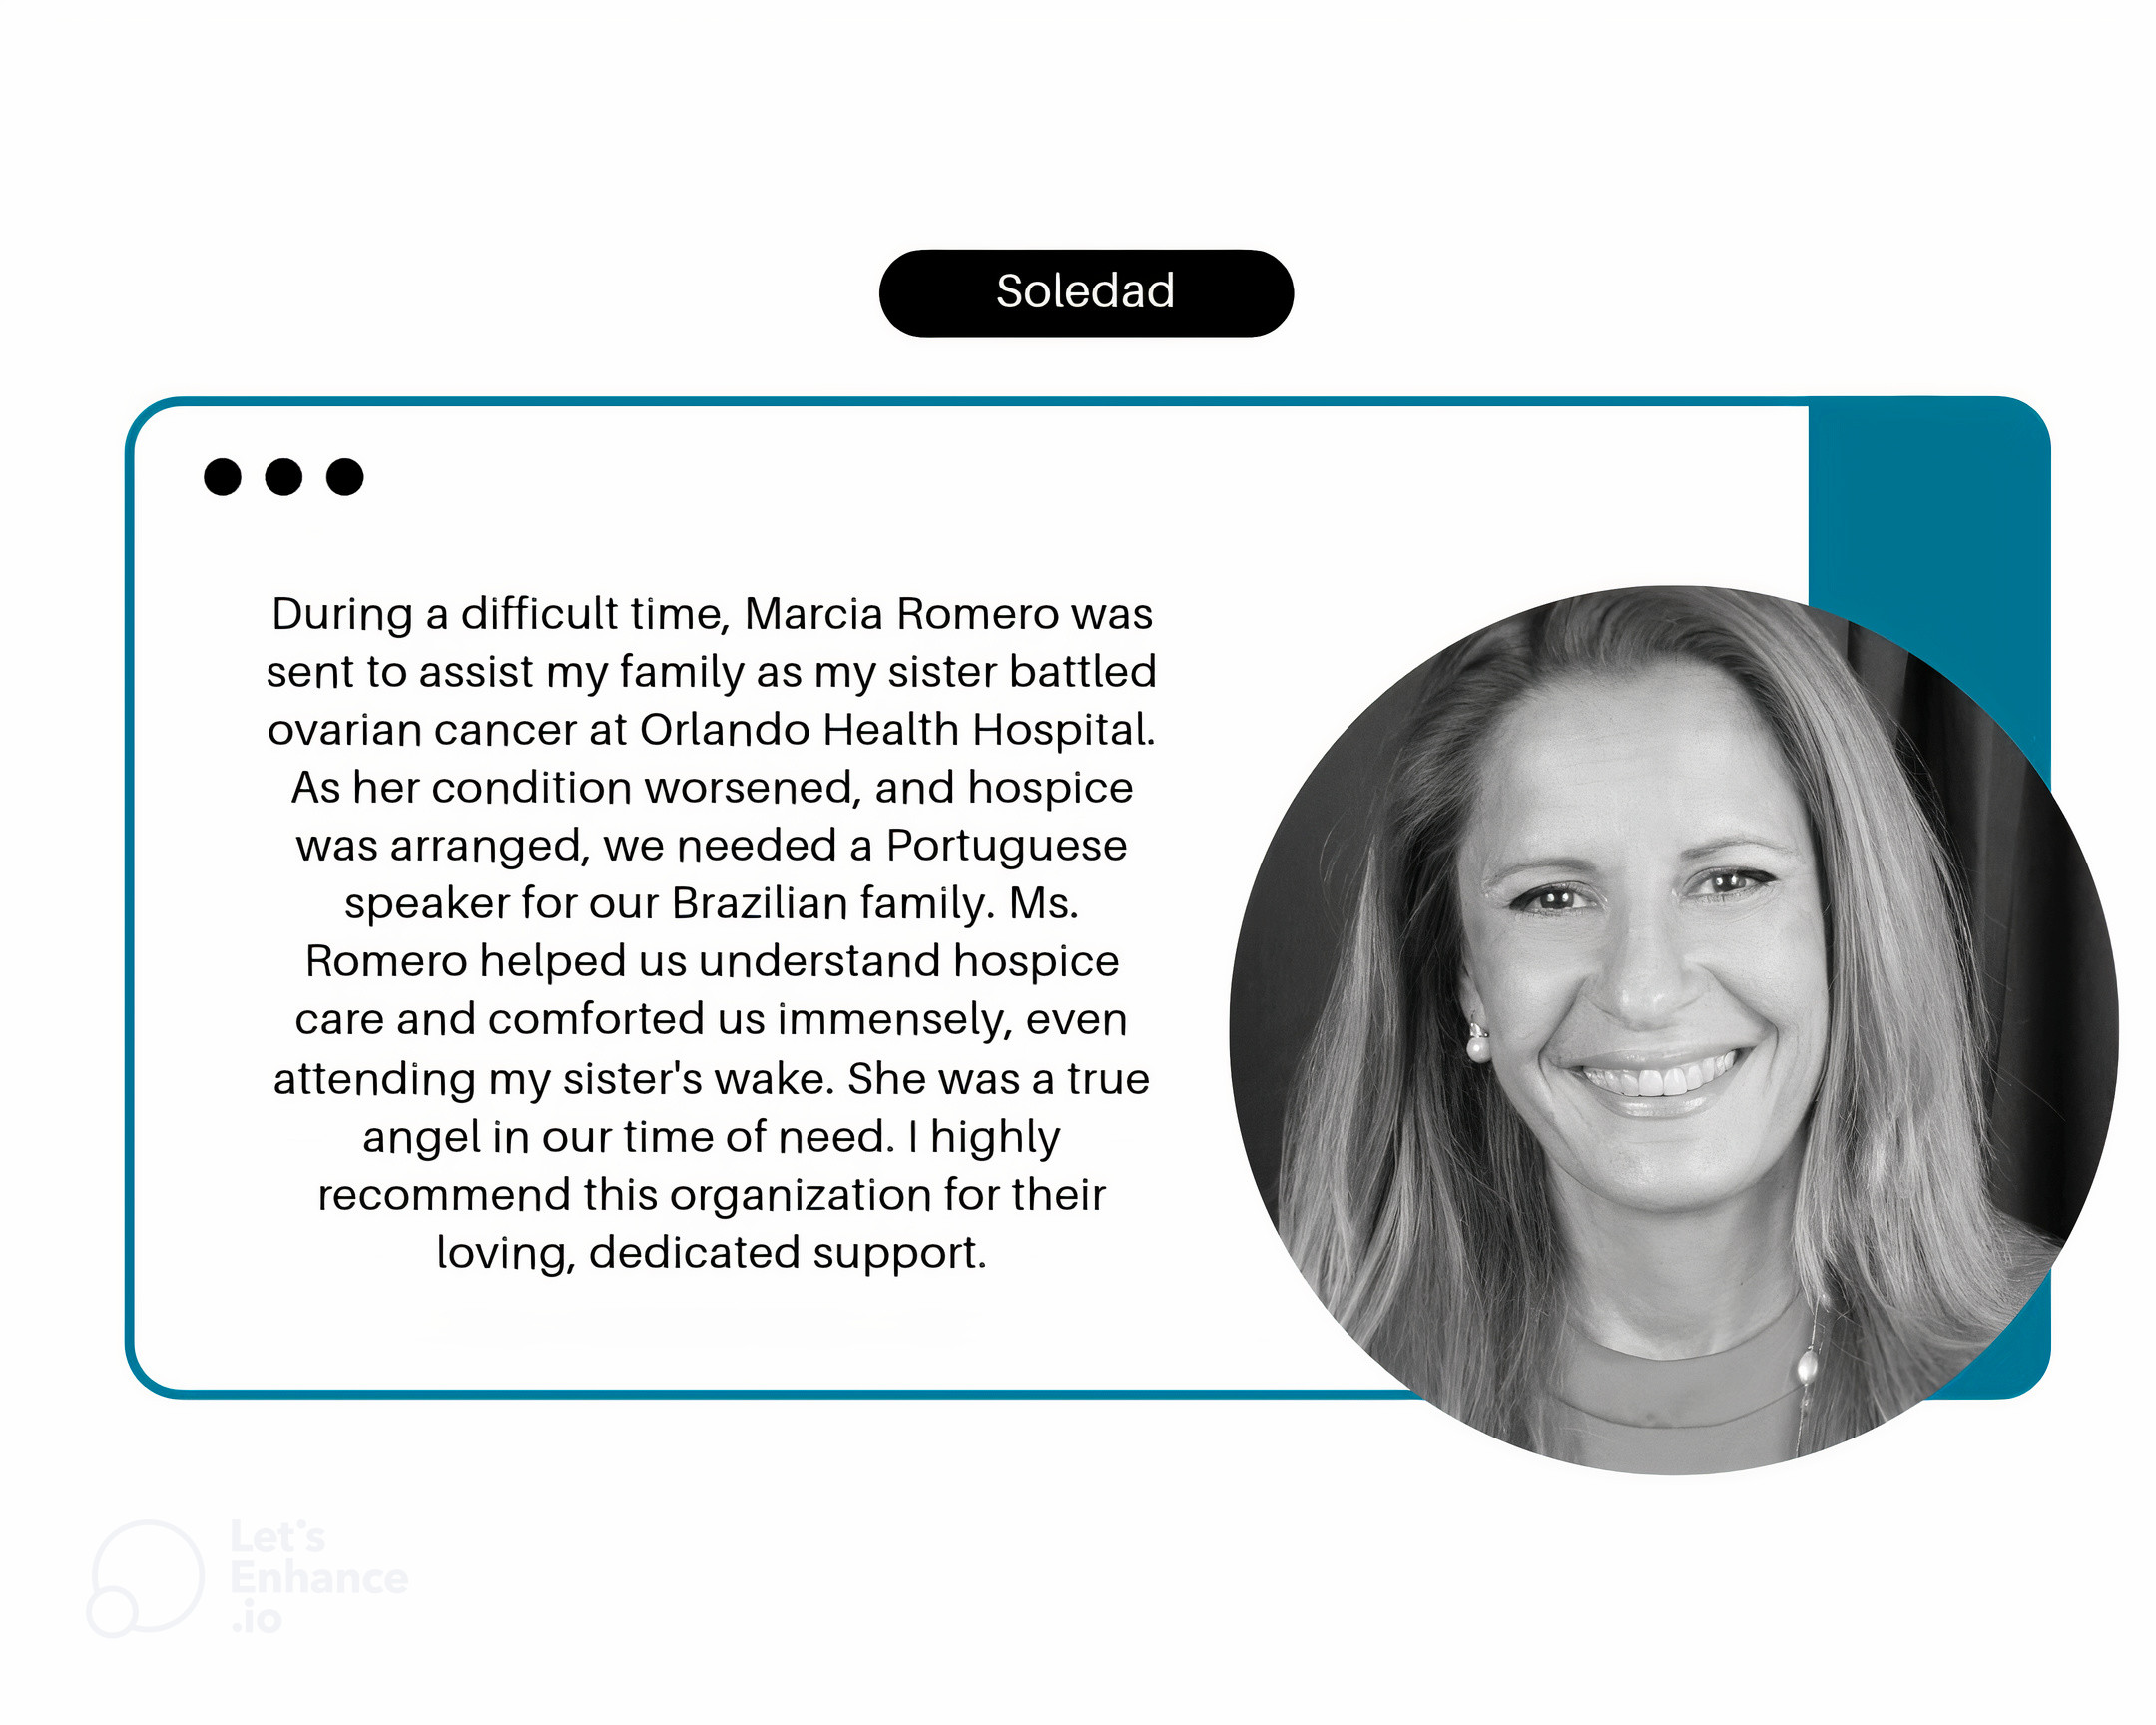 Soledad
During a difficult time, Marcia Romero was
sent to assist my family as my sister battled
ovarian cancer at Orlando Health Hospital.
As her condition worsened, and hospice
was arranged, we needed a Portuguese
speaker for our Brazilian family. Ms.
Romero helped us understand hospice
care and comforted us immensely, even
attending my sister's wake. She was a true
angel in our time of need. I highly
recommend this organization for their
loving, dedicated support.
Let's
Enhance
.io